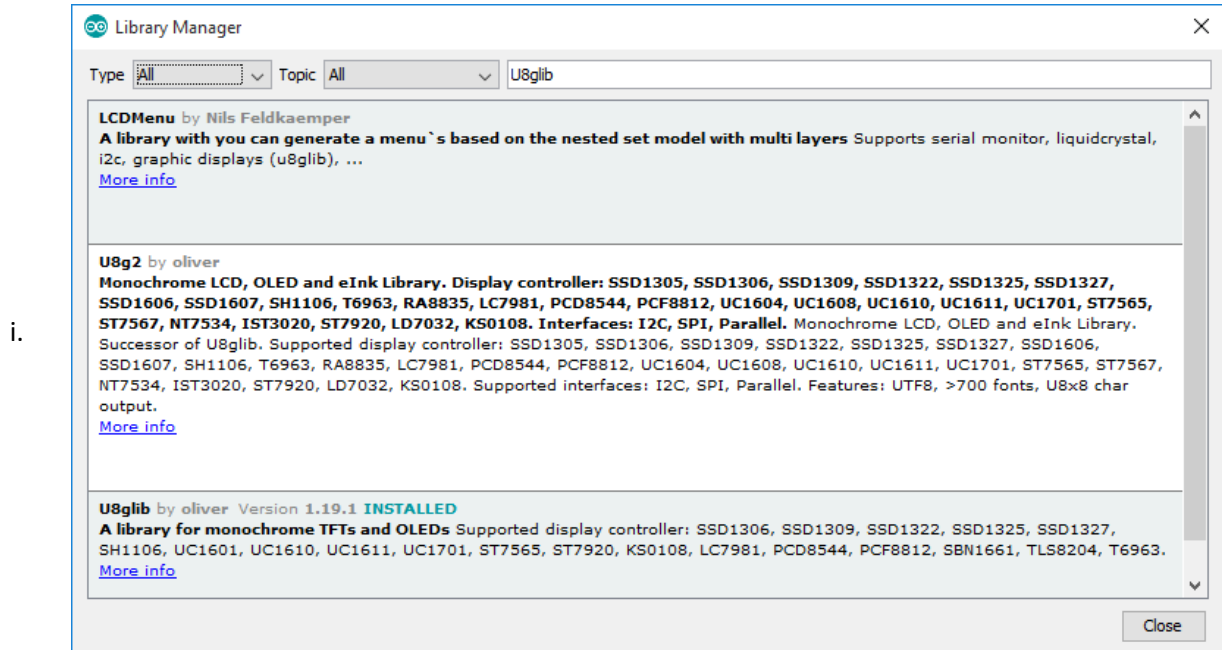 Library Manager
Type All Topic All U8glib
LCDMenu by Nils Feldkaemper
A library with you can generate a menu`s based on the nested set model with multi layers Supports serial monitor, liquidcrystal,
i2c, graphic displays (u8glib), ...
More info
U8g2 by oliver
Monochrome LCD, OLED and eInk Library. Display controller: SSD1305, SSD1306, SSD1309, SSD1322, SSD1325, SSD1327,
SSD1606, SSD1607, SH1106, T6963, RA8835, LC7981, PCD8544, PCF8812, UC1604, UC1608, UC1610, UC1611, UC1701, ST7565,
ST7567, NT7534, IST3020, ST7920, LD7032, KS0108. Interfaces: I2C, SPI, Parallel. Monochrome LCD, OLED and eInk Library.
Successor of U8glib. Supported display controller: SSD1305, SSD1306, SSD1309, SSD1322, SSD1325, SSD1327, SSD1606,
SSD1607, SH1106, T6963, RA8835, LC7981, PCD8544, PCF8812, UC1604, UC1608, UC1610, UC1611, UC1701, ST7565, ST7567,
NT7534, IST3020, ST7920, LD7032, KS0108. Supported interfaces: I2C, SPI, Parallel. Features: UTF8, >700 fonts, U8x8 char
output.
More info
i.
U8glib by oliver Version 1.19.1 INSTALLED
A library for monochrome TFTs and OLEDs Supported display controller: SSD1306, SSD1309, SSD1322, SSD1325, SSD1327,
SH1106, UC1601, UC1610, UC1611, UC1701, ST7565, ST7920, KS0108, LC7981, PCD8544, PCF8812, SBN1661, TLS8204, T6963.
More info
Close